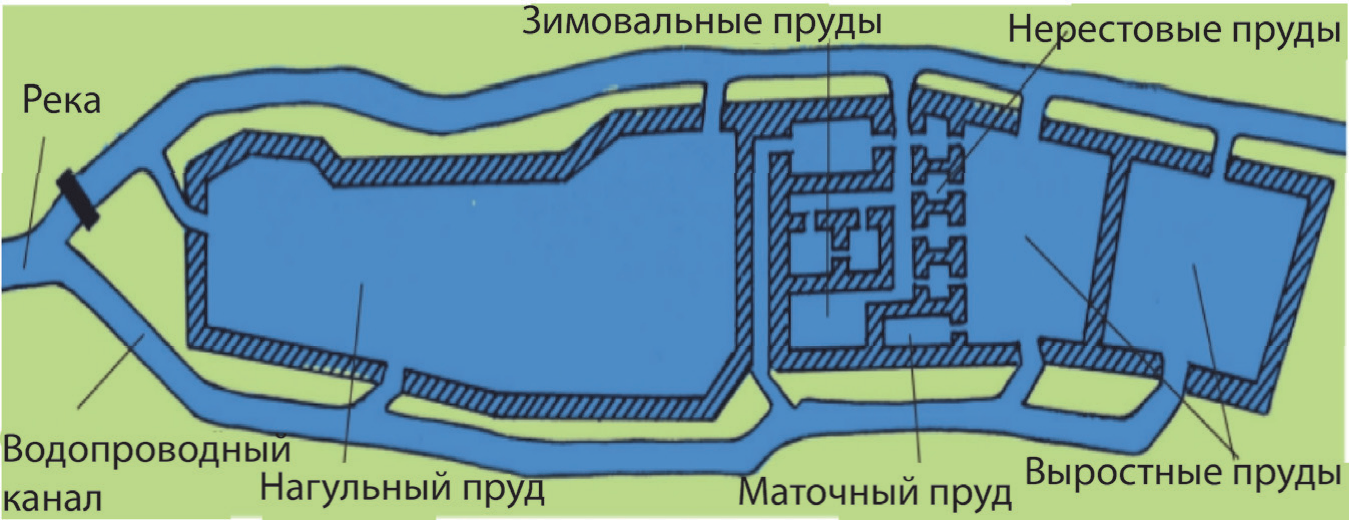 Зимовальные пруды
Нерестовые пруды
Река
Водопроводный
канал
Нагульный пруд
Маточный пруд
Выростные пруды